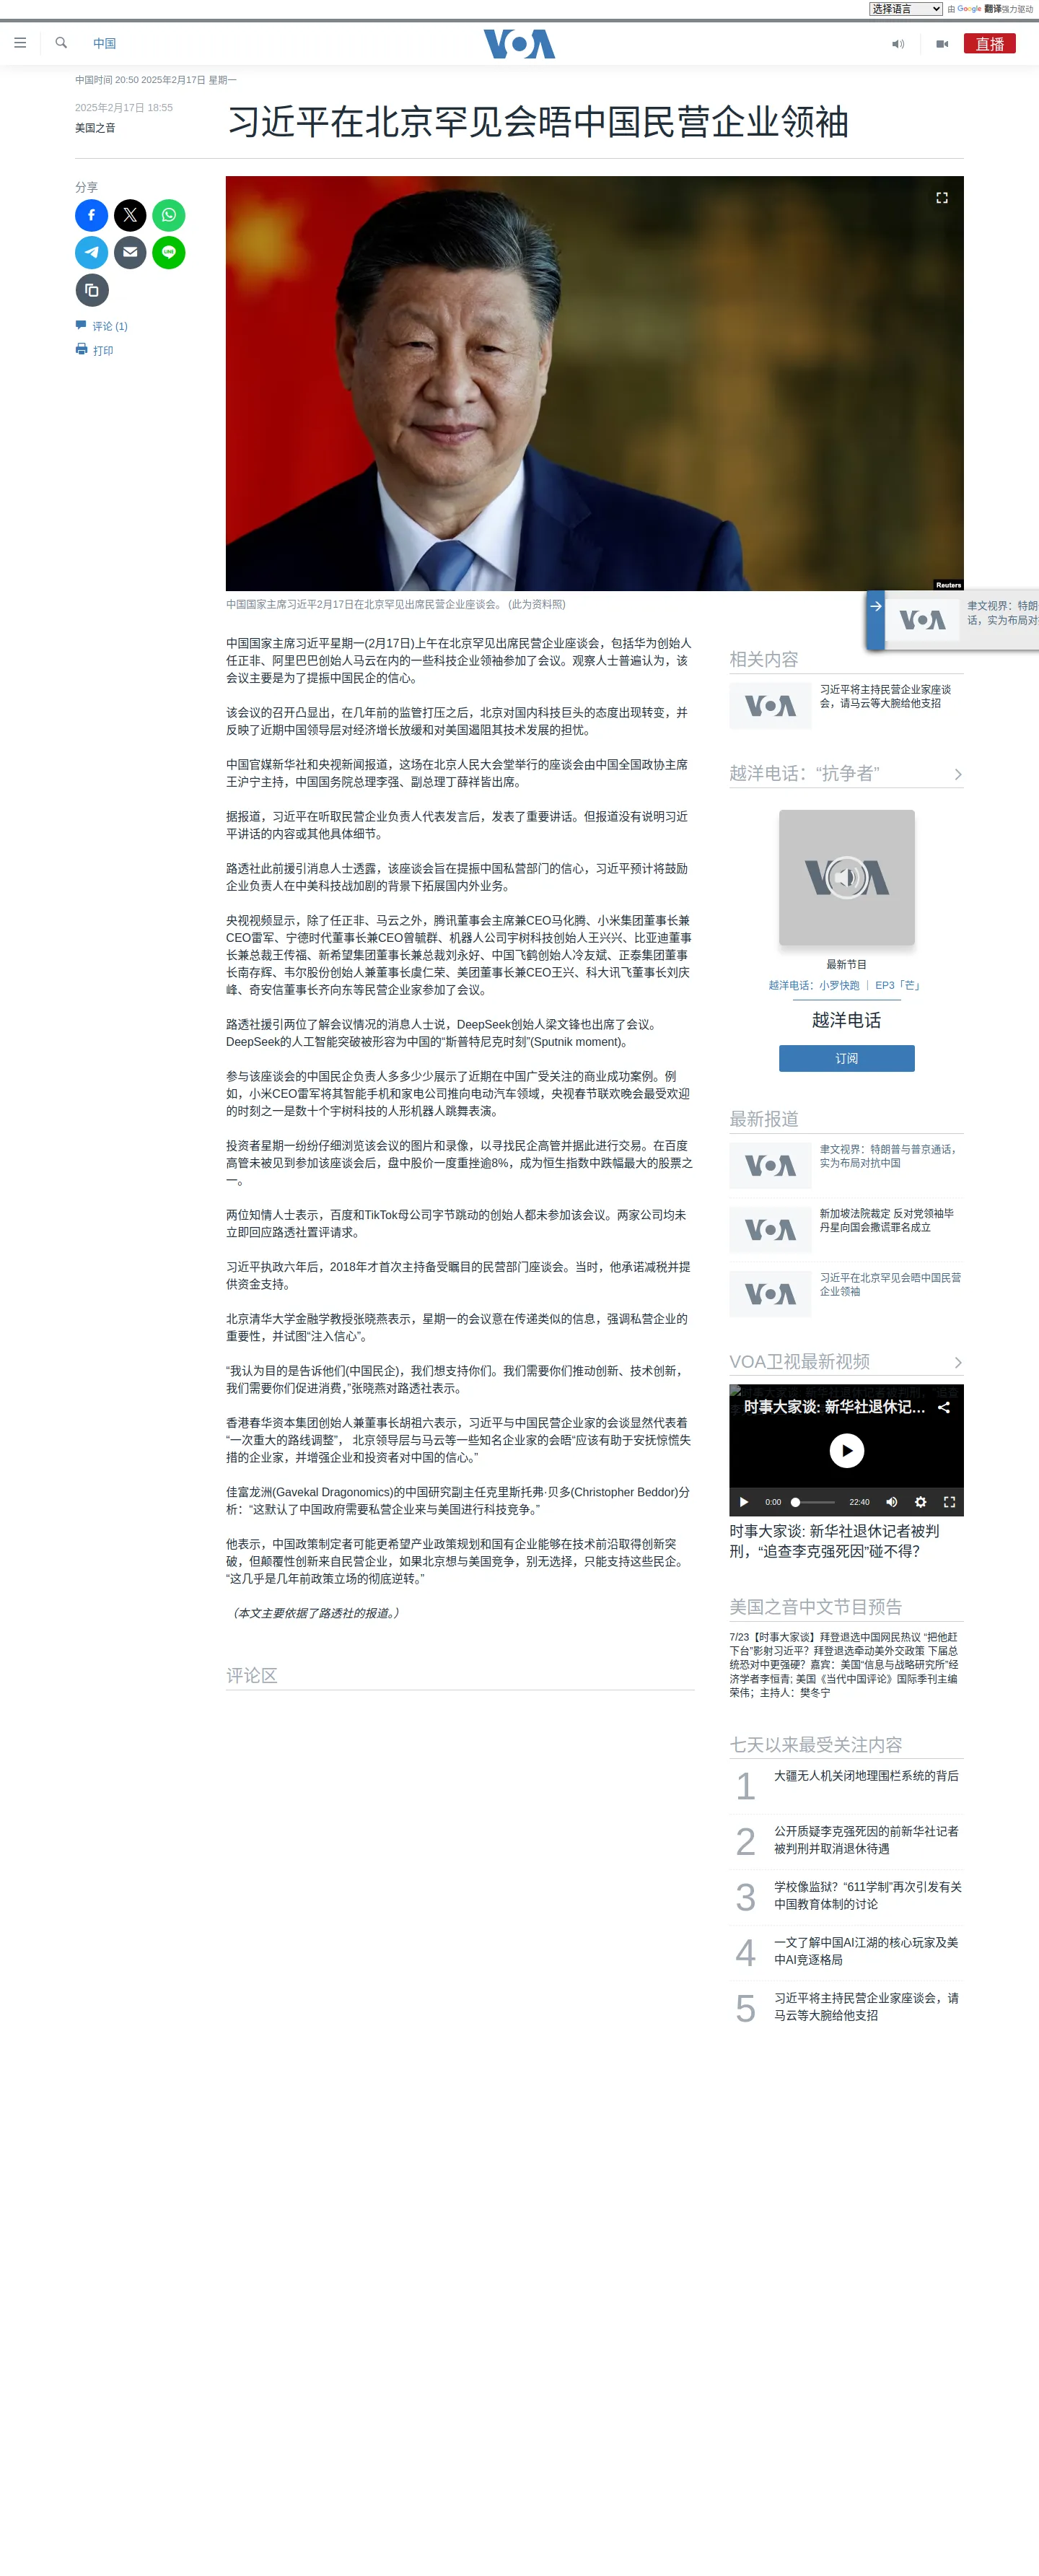 选择语言
由 Google 翻译强力驱动
中国
VOA
直播
中国时间 20:50 2025年2月17日 星期一
2025年2月17日 18:55
美国之音
习近平在北京罕见会晤中国民营企业领袖
分享
LINE
评论 (1)
打印
Reuters
中国国家主席习近平2月17日在北京罕见出席民营企业座谈会。 (此为资料照)
中国国家主席习近平星期一(2月17日)上午在北京罕见出席民营企业座谈会，包括华为创始人
任正非、阿里巴巴创始人马云在内的一些科技企业领袖参加了会议。观察人士普遍认为，该
会议主要是为了提振中国民企的信心。
该会议的召开凸显出，在几年前的监管打压之后，北京对国内科技巨头的态度出现转变，并
反映了近期中国领导层对经济增长放缓和对美国遏阻其技术发展的担忧。
中国官媒新华社和央视新闻报道，这场在北京人民大会堂举行的座谈会由中国全国政协主席
王沪宁主持，中国国务院总理李强、副总理丁薛祥皆出席。
据报道，习近平在听取民营企业负责人代表发言后，发表了重要讲话。但报道没有说明习近
平讲话的内容或其他具体细节。
路透社此前援引消息人士透露，该座谈会旨在提振中国私营部门的信心，习近平预计将鼓励
企业负责人在中美科技战加剧的背景下拓展国内外业务。
央视视频显示，除了任正非、马云之外，腾讯董事会主席兼CEO马化腾、小米集团董事长兼
CEO雷军、宁德时代董事长兼CEO曾毓群、机器人公司宇树科技创始人王兴兴、比亚迪董事
长兼总裁王传福、新希望集团董事长兼总裁刘永好、中国飞鹤创始人冷友斌、正泰集团董事
长南存辉、韦尔股份创始人兼董事长虞仁荣、美团董事长兼CEO王兴、科大讯飞董事长刘庆
峰、奇安信董事长齐向东等民营企业家参加了会议。
路透社援引两位了解会议情况的消息人士说，DeepSeek创始人梁文锋也出席了会议。
DeepSeek的人工智能突破被形容为中国的“斯普特尼克时刻”(Sputnik moment)。
参与该座谈会的中国民企负责人多多少少展示了近期在中国广受关注的商业成功案例。例
如，小米CEO雷军将其智能手机和家电公司推向电动汽车领域，央视春节联欢晚会最受欢迎
的时刻之一是数十个宇树科技的人形机器人跳舞表演。
投资者星期一纷纷仔细浏览该会议的图片和录像，以寻找民企高管并据此进行交易。在百度
高管未被见到参加该座谈会后，盘中股价一度重挫逾8%，成为恒生指数中跌幅最大的股票之
一。
两位知情人士表示，百度和TikTok母公司字节跳动的创始人都未参加该会议。两家公司均未
立即回应路透社置评请求。
习近平执政六年后，2018年才首次主持备受瞩目的民营部门座谈会。当时，他承诺减税并提
供资金支持。
北京清华大学金融学教授张晓燕表示，星期一的会议意在传递类似的信息，强调私营企业的
重要性，并试图“注入信心”。
“我认为目的是告诉他们(中国民企)，我们想支持你们。我们需要你们推动创新、技术创新，
我们需要你们促进消费，”张晓燕对路透社表示。
香港春华资本集团创始人兼董事长胡祖六表示，习近平与中国民营企业家的会谈显然代表着
“一次重大的路线调整”， 北京领导层与马云等一些知名企业家的会晤“应该有助于安抚惊慌失
措的企业家，并增强企业和投资者对中国的信心。”
佳富龙洲(Gavekal Dragonomics)的中国研究副主任克里斯托弗·贝多(Christopher Beddor)分
析：“这默认了中国政府需要私营企业来与美国进行科技竞争。”
他表示，中国政策制定者可能更希望产业政策规划和国有企业能够在技术前沿取得创新突
破，但颠覆性创新来自民营企业，如果北京想与美国竞争，别无选择，只能支持这些民企。
“这几乎是几年前政策立场的彻底逆转。”
（本文主要依据了路透社的报道。）
评论区
VOA
聿文视界：特朗
话，实为布局对
相关内容
VOA
习近平将主持民营企业家座谈
会，请马云等大腕给他支招
越洋电话：“抗争者”
VOA
最新节目
越洋电话：小罗快跑 ｜ EP3「芒」
越洋电话
订阅
最新报道
VOA
聿文视界：特朗普与普京通话，
实为布局对抗中国
VOA
新加坡法院裁定 反对党领袖毕
丹星向国会撒谎罪名成立
VOA
习近平在北京罕见会晤中国民营
企业领袖
VOA卫视最新视频
时事大家谈: 新华社退休记…
0:00
22:40
时事大家谈: 新华社退休记者被判
刑，“追查李克强死因”碰不得？
美国之音中文节目预告
7/23【时事大家谈】拜登退选中国网民热议 “把他赶
下台”影射习近平？拜登退选牵动美外交政策 下届总
统恐对中更强硬？嘉宾：美国“信息与战略研究所”经
济学者李恒青; 美国《当代中国评论》国际季刊主编
荣伟；主持人：樊冬宁
七天以来最受关注内容
1
大疆无人机关闭地理围栏系统的背后
2
公开质疑李克强死因的前新华社记者
被判刑并取消退休待遇
3
学校像监狱？“611学制”再次引发有关
中国教育体制的讨论
4
一文了解中国AI江湖的核心玩家及美
中AI竞逐格局
5
习近平将主持民营企业家座谈会，请
马云等大腕给他支招